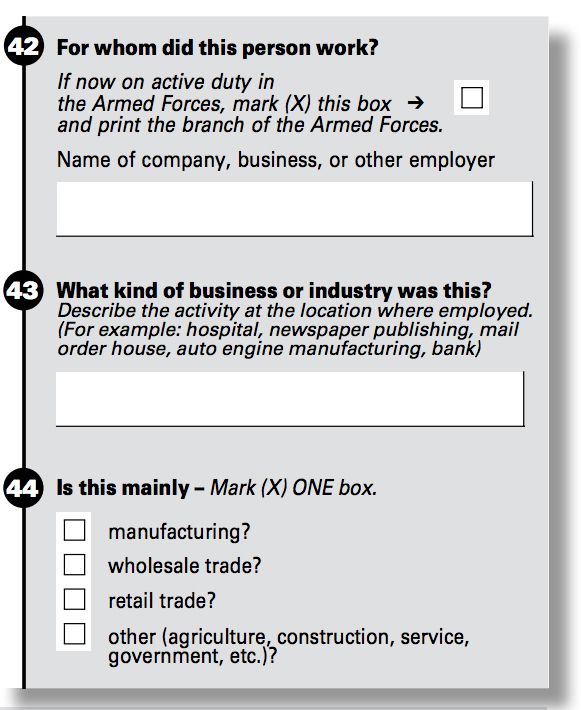 42 For whom did this person work?
If now on active duty in
the Armed Forces, mark (X) this box →
and print the branch of the Armed Forces.
Name of company, business, or other employer
43 What kind of business or industry was this?
Describe the activity at the location where employed.
(For example: hospital, newspaper publishing, mail
order house, auto engine manufacturing, bank)
44 Is this mainly – Mark (X) ONE box.
manufacturing?
wholesale trade?
retail trade?
other (agriculture, construction, service,
government, etc.)?